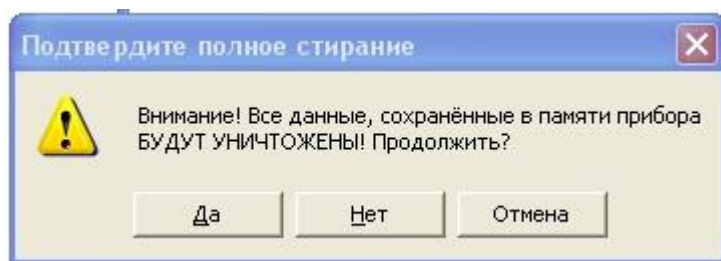 Подтвердите полное стирание
Внимание! Все данные, сохранённые в памяти прибора
БУДУТ УНИЧТОЖЕНЫ! Продолжить?
Да Нет Отмена